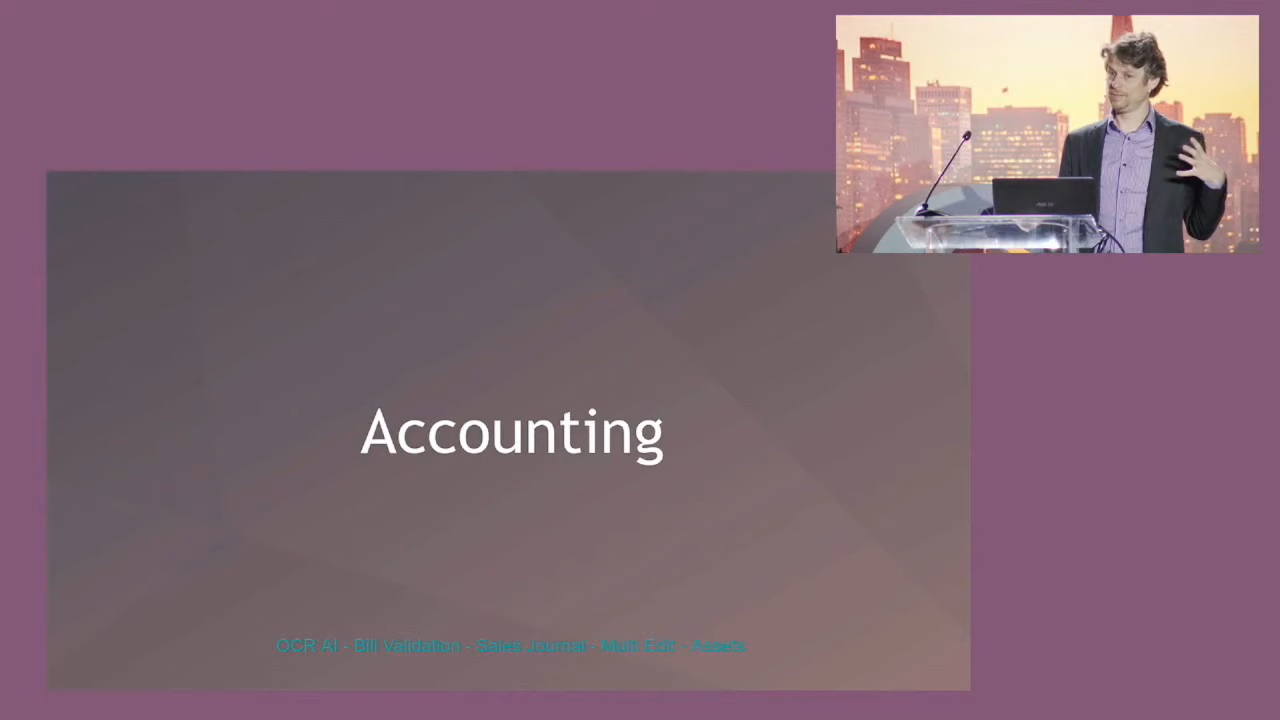 Accounting
OCR AI - Bill Validation - Sales Journal - Multi Edit - Assets